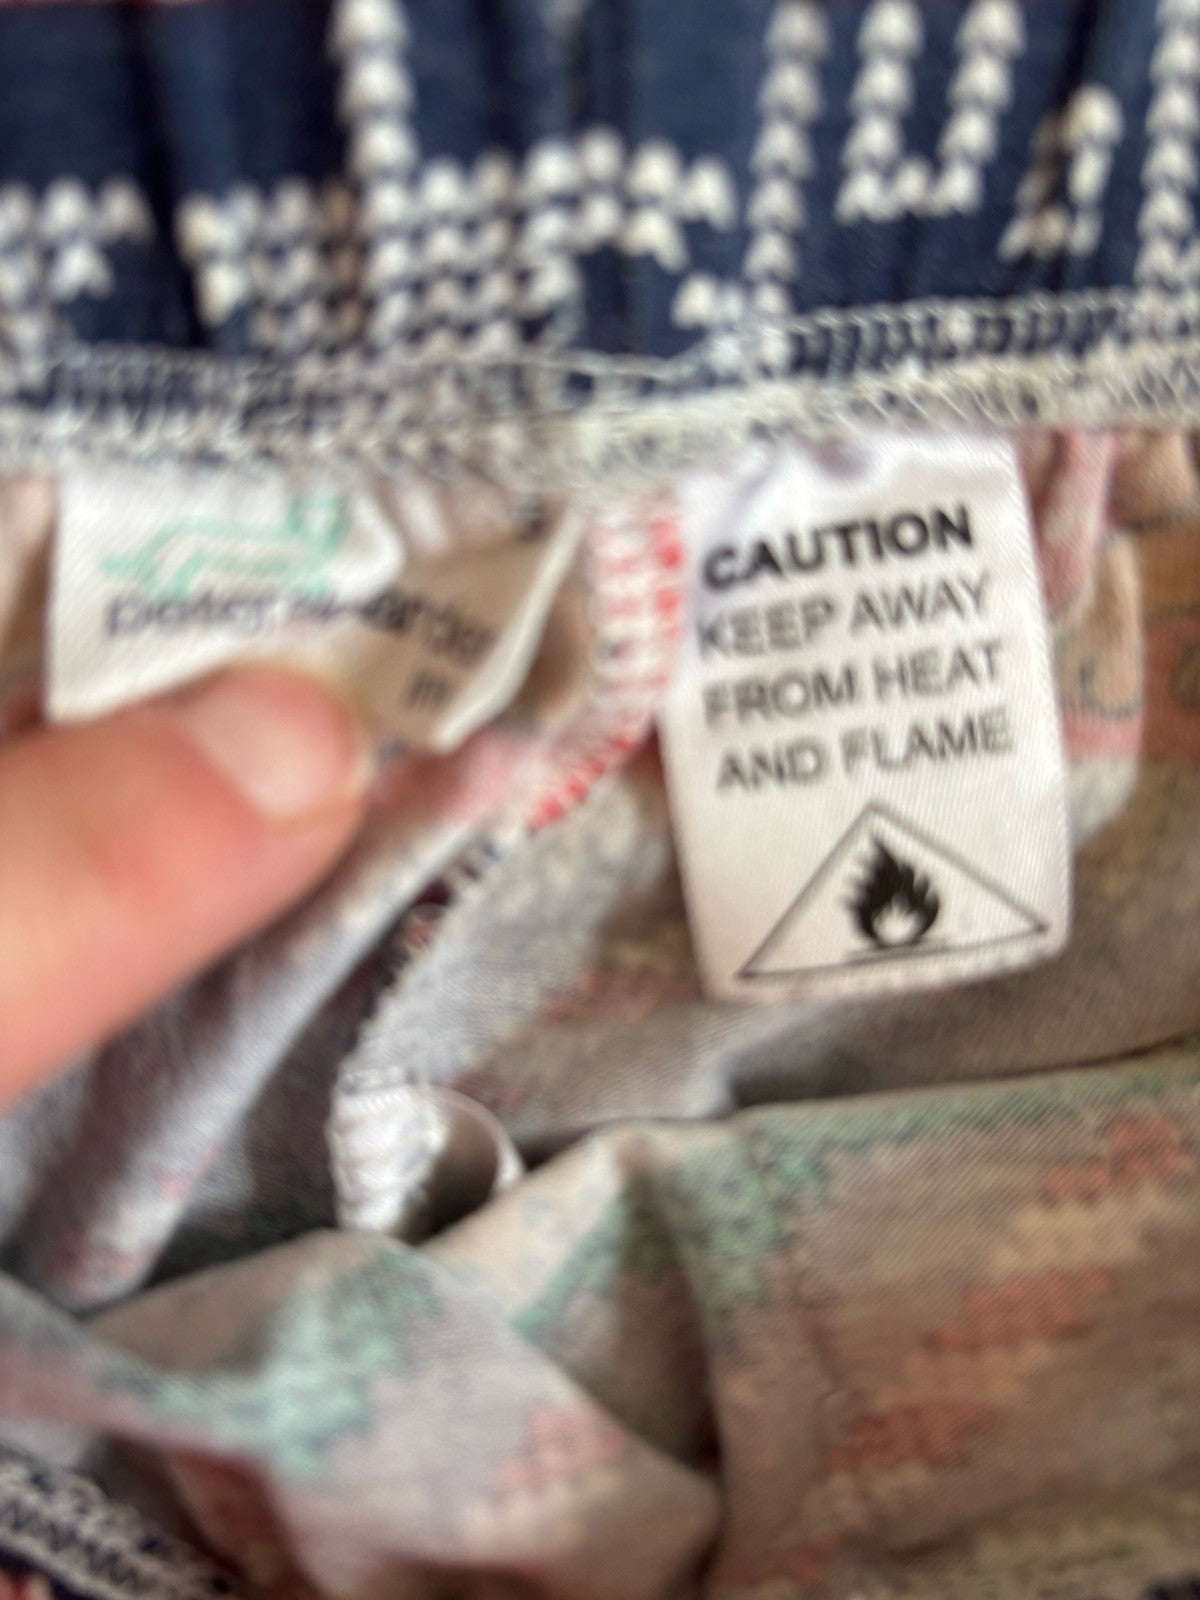 CAUTION
KEEP AWAY
FROM HEAT
AND FLAME